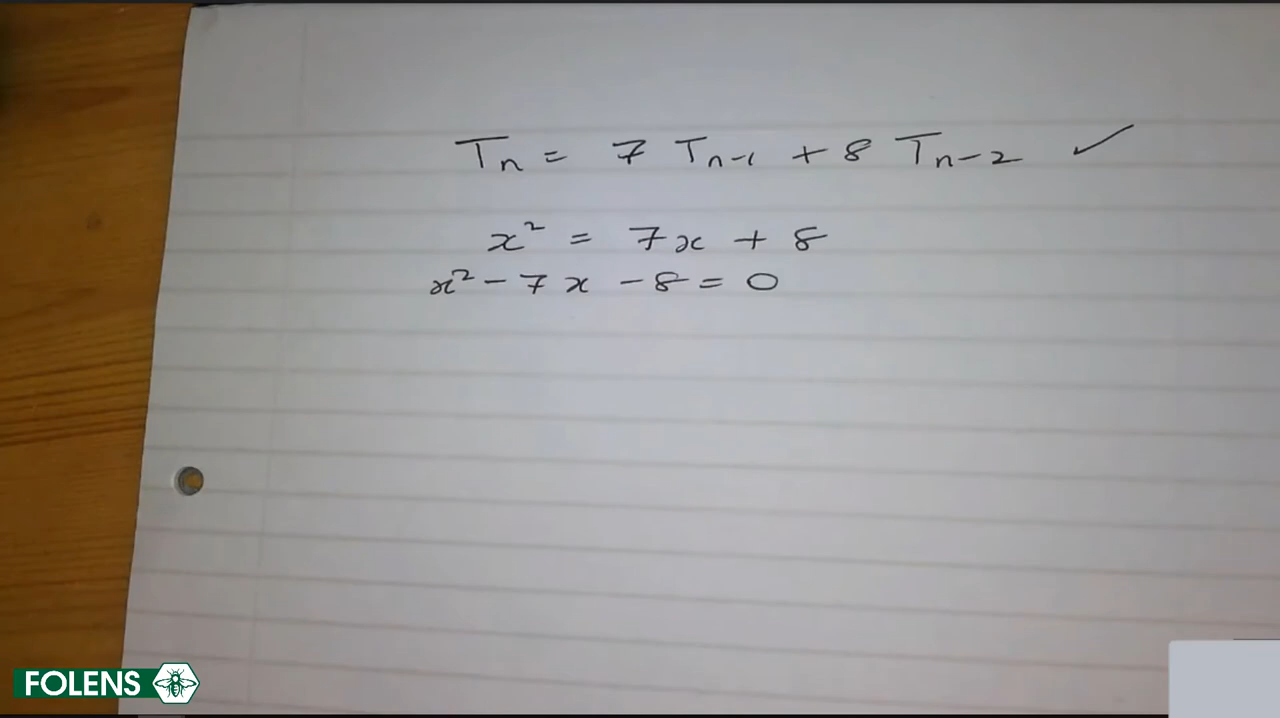 Tₙ = 7 Tₙ₋₁ + 8 Tₙ₋₂ ✓
x² = 7x + 8
x² - 7x - 8 = 0
FOLENS